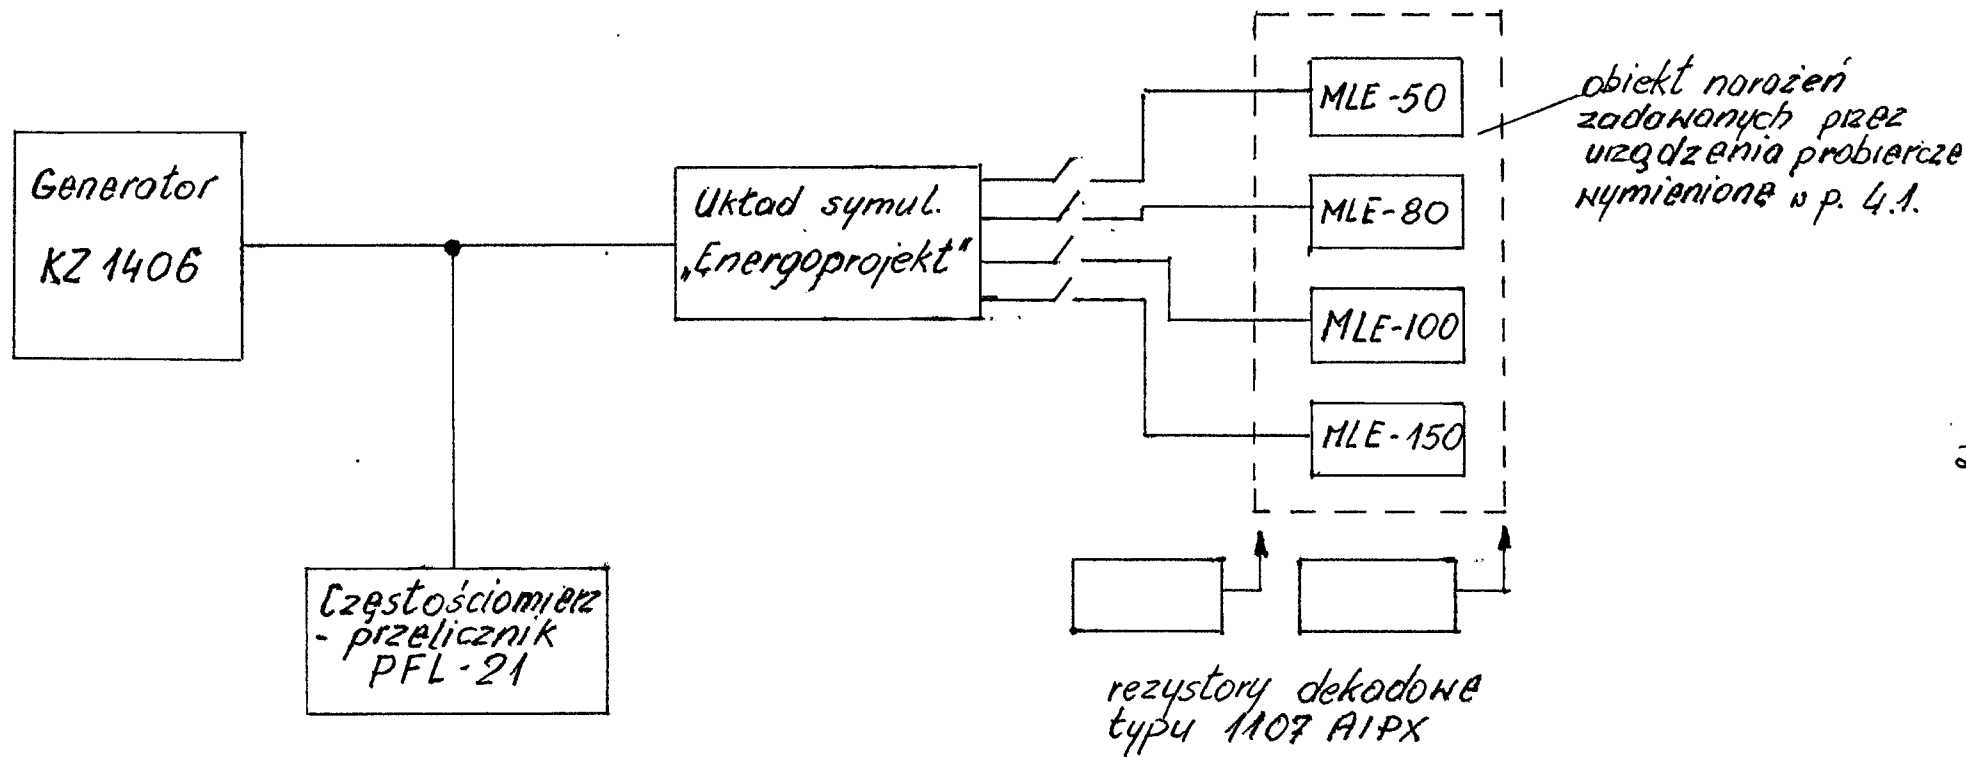 Generator
KZ 1406
Częstościomierz
- przelicznik
PFL-21
Układ symul.
„Energoprojekt"
MLE-50
MLE-80
MLE-100
MLE-150
obiekt narażeń
zadawanych przez
urządzenia probiercze
wymienione w p. 4.1.
rezystory dekadowe
typu 1107 AIPX